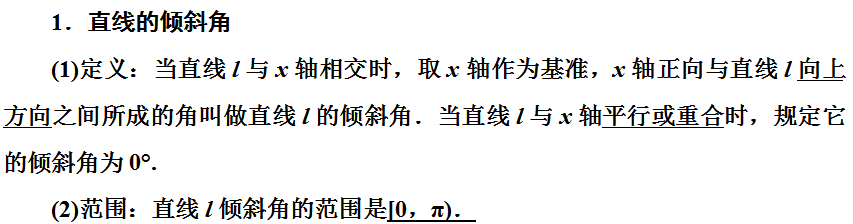 1．直线的倾斜角
(1)定义：当直线 l 与 x 轴相交时，取 x 轴作为基准，x 轴正向与直线 l 向上
方向之间所成的角叫做直线 l 的倾斜角．当直线 l 与 x 轴平行或重合时，规定它
的倾斜角为 0°.
(2)范围：直线 l 倾斜角的范围是[0，π)．